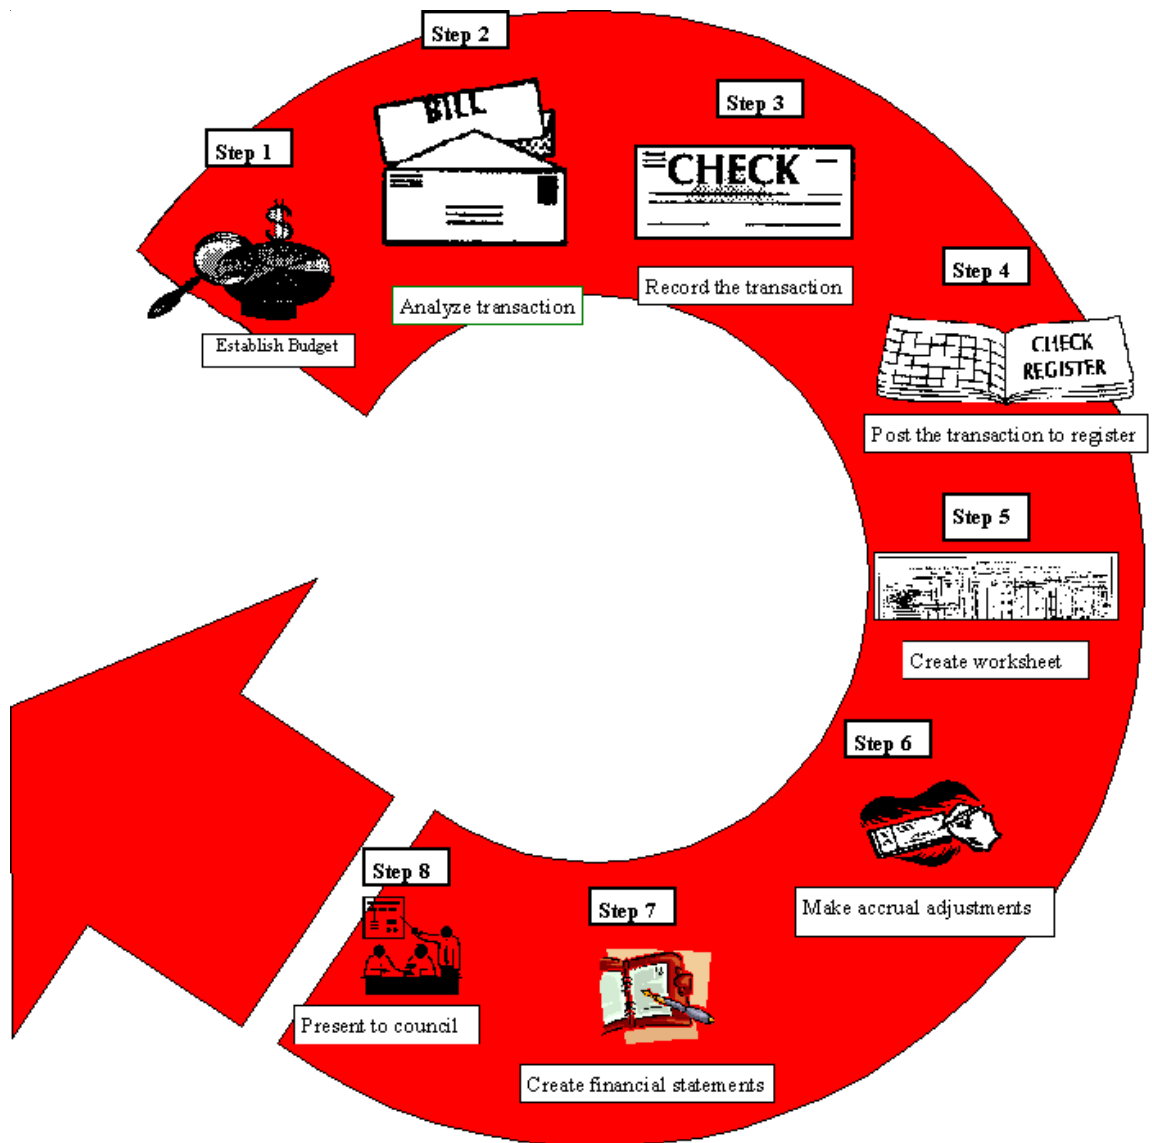 Step 1
$
Establish Budget
Step 2
BILL
Analyze transaction
Step 3
CHECK
Record the transaction
Step 4
CHECK
REGISTER
Post the transaction to register
Step 5
Create worksheet
Step 6
Make accrual adjustments
Step 7
Create financial statements
Step 8
Present to council